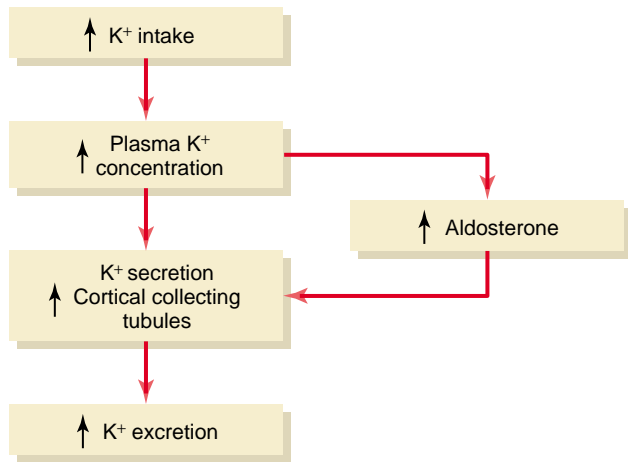 K⁺ intake
Plasma K⁺
concentration
Aldosterone
K⁺ secretion
Cortical collecting
tubules
K⁺ excretion